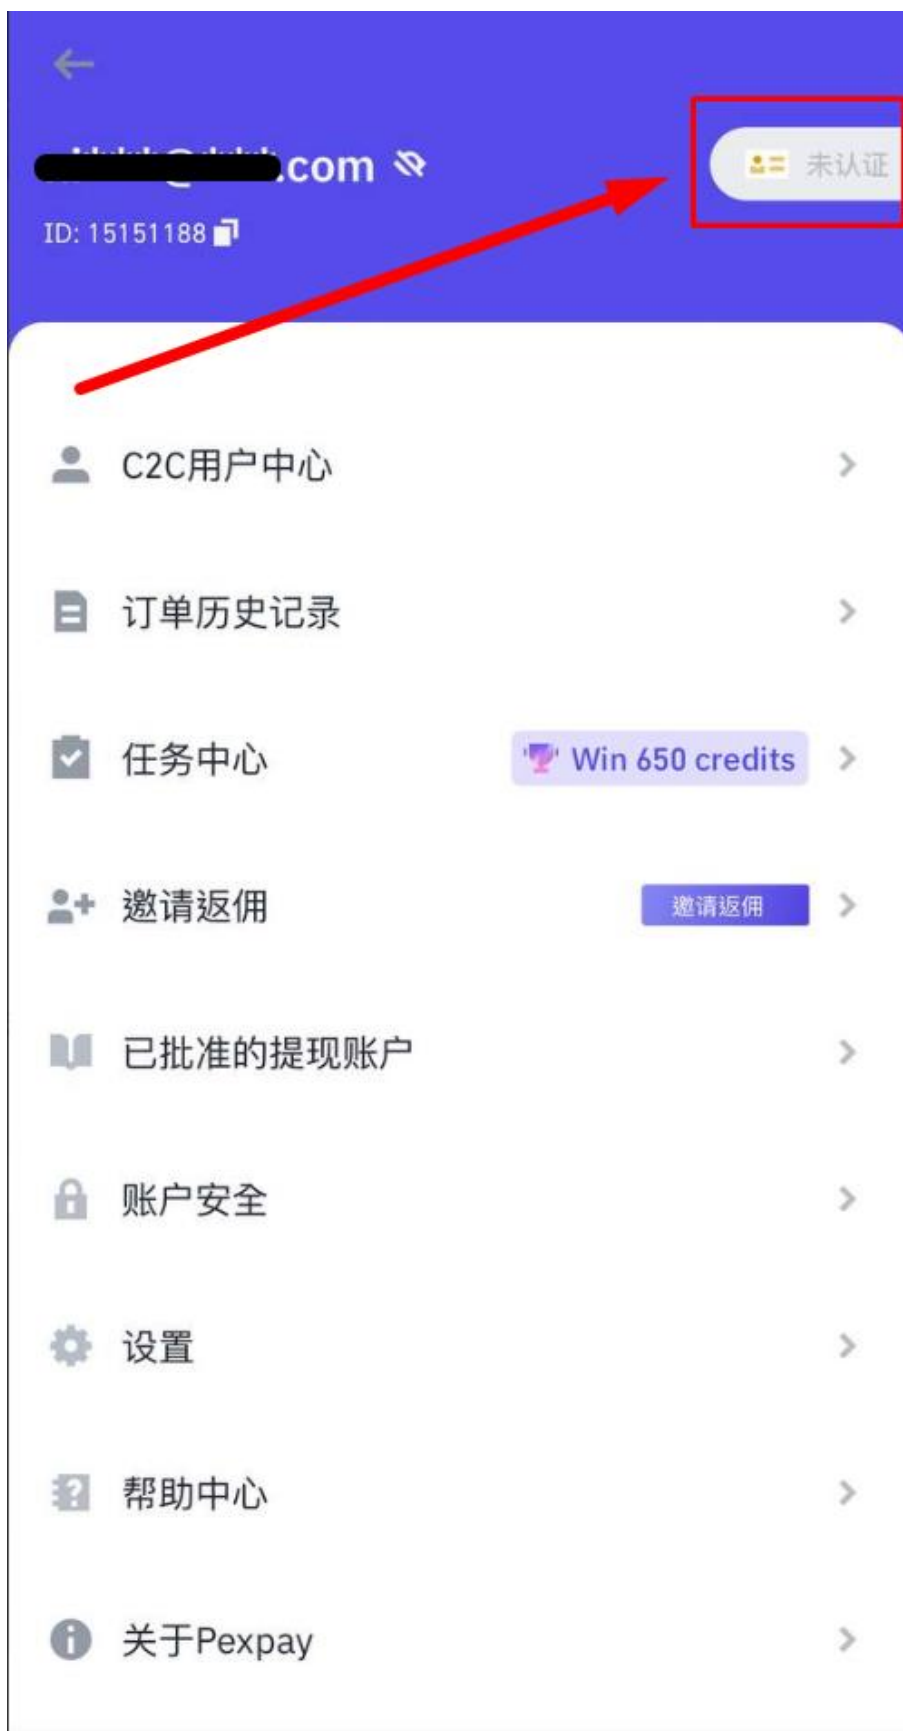 .com
未认证
ID: 15151188
C2C用户中心
订单历史记录
任务中心
Win 650 credits
邀请返佣
邀请返佣
已批准的提现账户
账户安全
设置
帮助中心
关于Pexpay